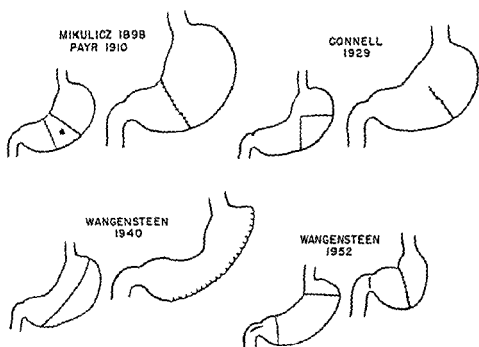 MIKULICZ 1898
PAYR 1910
CONNELL
1929
WANGENSTEEN
1940
WANGENSTEEN
1952